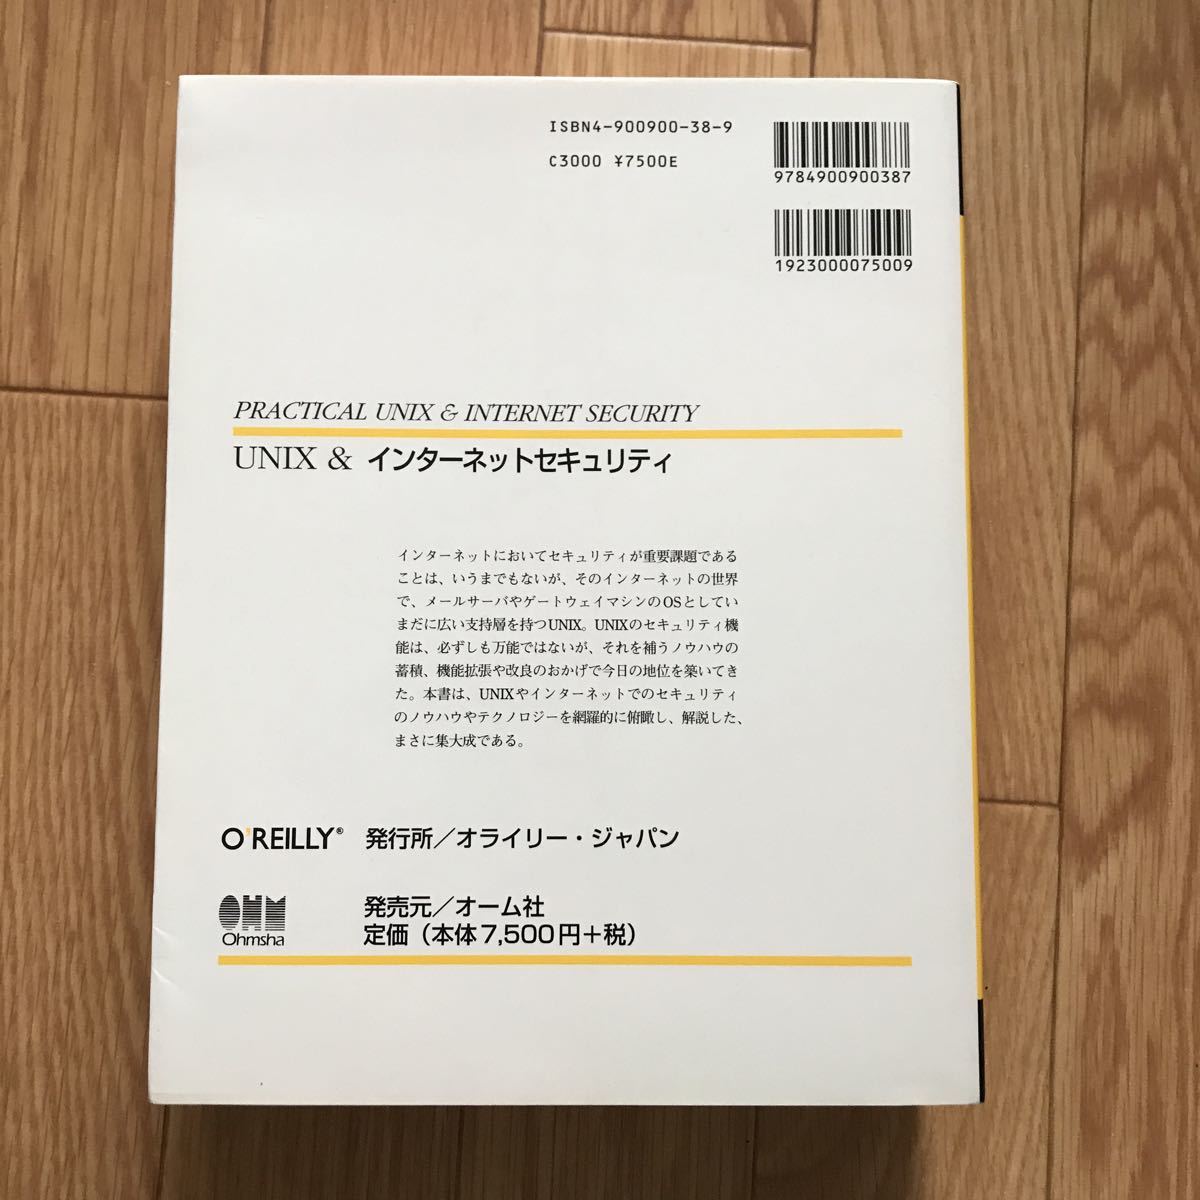 ISBN4-900900-38-9
C3000 ¥7500E
9784900900387
1923000075009
PRACTICAL UNIX & INTERNET SECURITY
UNIX & インターネットセキュリティ
インターネットにおいてセキュリティが重要課題である
ことは、いうまでもないが、そのインターネットの世界
で、メールサーバやゲートウェイマシンのOSとしてい
まだに広い支持層を持つUNIX。UNIXのセキュリティ機
能は、必ずしも万能ではないが、それを補うノウハウの
蓄積、機能拡張や改良のおかげで今日の地位を築いてき
た。本書は、UNIXやインターネットでのセキュリティ
のノウハウやテクノロジーを網羅的に俯瞰し、解説した、
まさに集大成である。
O'REILLY® 発行所／オライリー・ジャパン
OHM
Ohmsha
発売元／オーム社
定価（本体7,500円＋税）